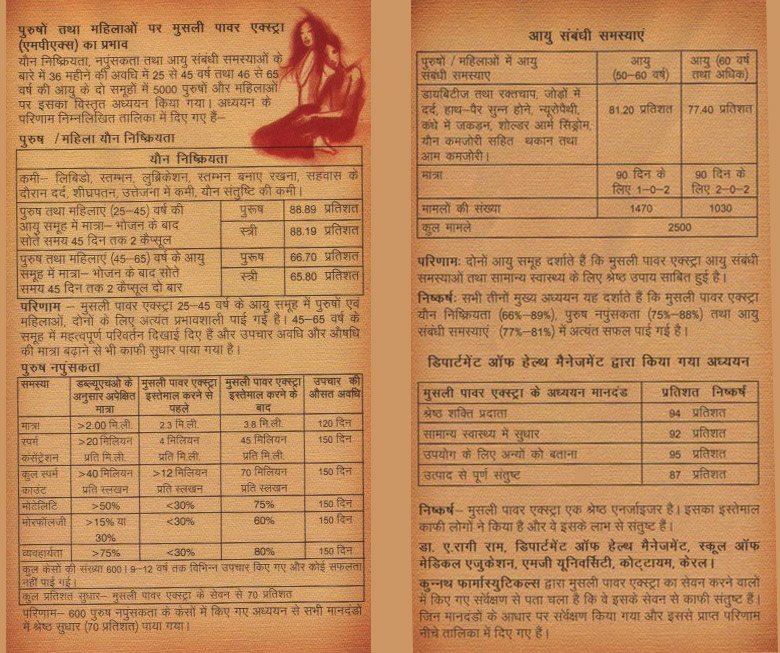 पुरुषों तथा महिलाओं पर मुसली पावर एक्स्ट्रा
(एमपीएक्स) का प्रभाव
यौन निष्क्रियता, नपुंसकता तथा आयु संबंधी समस्याओं के
बारे में 36 महीने की अवधि में 25 से 45 वर्ष तथा 46 से 65
वर्ष की आयु के दो समूहों में 5000 पुरुषों और महिलाओं
पर इसका विस्तृत अध्ययन किया गया। अध्ययन के
परिणाम निम्नलिखित तालिका में दिए गए हैं–
पुरुष /महिला यौन निष्क्रियता
यौन निष्क्रियता
कमी– लिबिडो, स्तम्भन, लुब्रिकेशन, स्तम्भन बनाए रखना, सहवास के
दौरान दर्द, शीघ्रपतन, उत्तेजना में कमी, यौन संतुष्टि की कमी।
पुरुष तथा महिलाएं (25–45) वर्ष की
आयु समूह में मात्रा– भोजन के बाद
सोते समय 45 दिन तक 2 कैप्सूल
पुरूष 88.89 प्रतिशत
स्त्री 88.19 प्रतिशत
पुरुष तथा महिलाएं (45–65) वर्ष के आयु
समूह में मात्रा– भोजन के बाद सोते
समय 45 दिन तक 2 कैप्सूल दो बार
पुरूष 66.70 प्रतिशत
स्त्री 65.80 प्रतिशत
परिणाम – मुसली पावर एक्स्ट्रा 25–45 वर्ष के आयु समूह में पुरुषों एवं
महिलाओं, दोनों के लिए अत्यंत प्रभावशाली पाई गई है। 45–65 वर्ष के
समूह में महत्वपूर्ण परिवर्तन दिखाई दिए हैं और उपचार अवधि और औषधि
की मात्रा बढ़ाने से भी काफी सुधार पाया गया है।
पुरुष नपुंसकता
समस्या डब्ल्यूएचओ के अनुसार अपेक्षित मात्रा मुसली पावर एक्स्ट्रा इस्तेमाल करने से पहले मुसली पावर एक्स्ट्रा इस्तेमाल करने के बाद उपचार की औसत अवधि
मात्रा >2.00 मि.ली. 2.3 मि.ली. 3.8 मि.ली. 120 दिन
स्पर्म कंसेंट्रेशन >20 मिलियन प्रति मि.ली. 4 मिलियन प्रति मि.ली. 45 मिलियन प्रति मि.ली. 150 दिन
कुल स्पर्म काउंट >40 मिलियन प्रति स्लखन >12 मिलियन प्रति स्लखन 70 मिलियन प्रति स्लखन 150 दिन
मोटेलिटि >50% <30% 75% 150 दिन
मोरफोलजी >15% या 30% <30% 60% 150 दिन
व्यवहार्यता >75% <30% 80% 150 दिन
कुल केसों की संख्या 600। 9–12 वर्ष तक विभिन्न उपचार किए गए और कोई सफलता
नहीं पाई गई।
कुल प्रतिशत सुधार– मुसली पावर एक्स्ट्रा के सेवन से 70 प्रतिशत
परिणाम– 600 पुरुष नपुंसकता के केसों में किए गए अध्ययन से सभी मानदंडों
में श्रेष्ठ सुधार (70 प्रतिशत) पाया गया।
आयु संबंधी समस्याएं
पुरुषों / महिलाओं में आयु संबंधी समस्याएं आयु (50–60 वर्ष) आयु (60 वर्ष तथा अधिक)
डायबिटीज तथा रक्तचाप, जोड़ों में
दर्द, हाथ–पैर सुन्न होने, न्यूरोपैथी, 81.20 प्रतिशत 77.40 प्रतिशत
कंधे में जकड़न, शोल्डर आर्म सिंड्रोम,
यौन कमजोरी सहित थकान तथा
आम कमजोरी।
मात्रा 90 दिन के लिए 1–0–2 90 दिन के लिए 2–0–2
मामलों की संख्या 1470 1030
कुल मामले 2500
परिणाम: दोनों आयु समूह दर्शाते हैं कि मुसली पावर एक्स्ट्रा आयु संबंधी
समस्याओं तथा सामान्य स्वास्थ्य के लिए श्रेष्ठ उपाय साबित हुई है।
निष्कर्ष: सभी तीनों मुख्य अध्ययन यह दर्शाते हैं कि मुसली पावर एक्स्ट्रा
यौन निष्क्रियता (66%–89%), पुरुष नपुंसकता (75%–88%) तथा आयु
संबंधी समस्याएं (77%–81%) में अत्यंत सफल पाई गई है।
डिपार्टमेंट ऑफ हेल्थ मैनेजमेंट द्वारा किया गया अध्ययन
मुसली पावर एक्स्ट्रा के अध्ययन मानदंड प्रतिशत निष्कर्ष
श्रेष्ठ शक्ति प्रदाता 94 प्रतिशत
सामान्य स्वास्थ्य में सुधार 92 प्रतिशत
उपयोग के लिए अन्यों को बताना 95 प्रतिशत
उत्पाद से पूर्ण संतुष्ट 87 प्रतिशत
निष्कर्ष– मुसली पावर एक्स्ट्रा एक श्रेष्ठ एनर्जाइजर है। इसका इस्तेमाल
काफी लोगों ने किया है और वे इसके लाभ से संतुष्ट हैं।
डा. ए.रागी राम, डिपार्टमेंट ऑफ हेल्थ मैनेजमेंट, स्कूल ऑफ
मेडिकल एजुकेशन, एमजी यूनिवर्सिटी, कोट्टायम, केरल।
कुन्नथ फार्मास्युटिकल्स द्वारा मुसली पावर एक्स्ट्रा का सेवन करने वालों
में किए गए सर्वेक्षण से पता चला है कि वे इसके सेवन से काफी संतुष्ट हैं।
जिन मानदंडों के आधार पर सर्वेक्षण किया गया और इससे प्राप्त परिणाम
नीचे तालिका में दिए गए हैं।